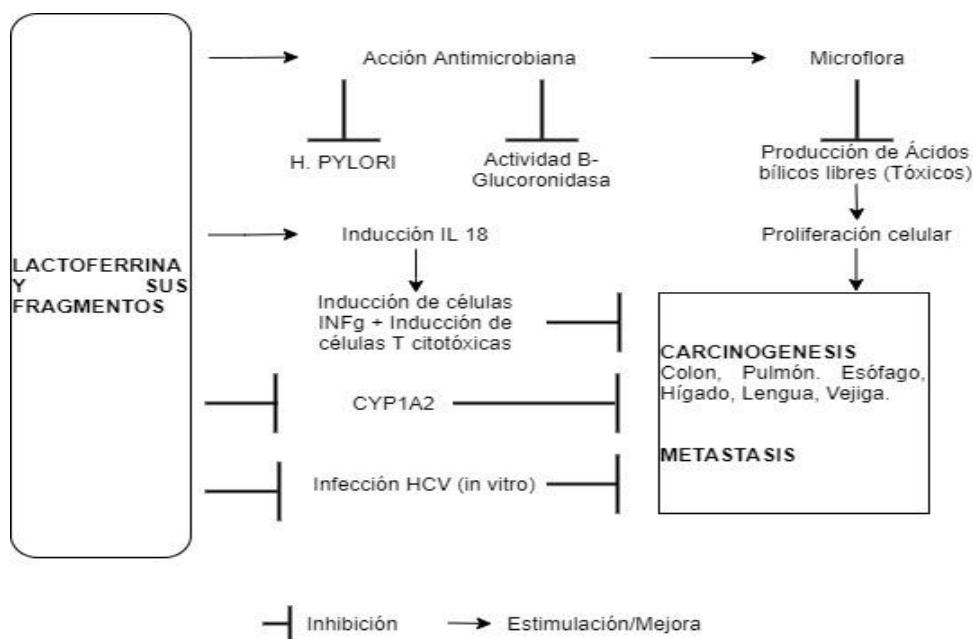 Acción Antimicrobiana
Microflora
H. PYLORI
Actividad B-
Glucoronidasa
Producción de Ácidos
bílicos libres (Tóxicos)
LACTOFERRINA
Y SUS
FRAGMENTOS
Inducción IL 18
Proliferación celular
Inducción de células
INFg + Inducción de
células T citotóxicas
CARCINOGENESIS
Colon, Pulmón. Esófago,
Hígado, Lengua, Vejiga.
METASTASIS
CYP1A2
Infección HCV (in vitro)
Inhibición
Estimulación/Mejora